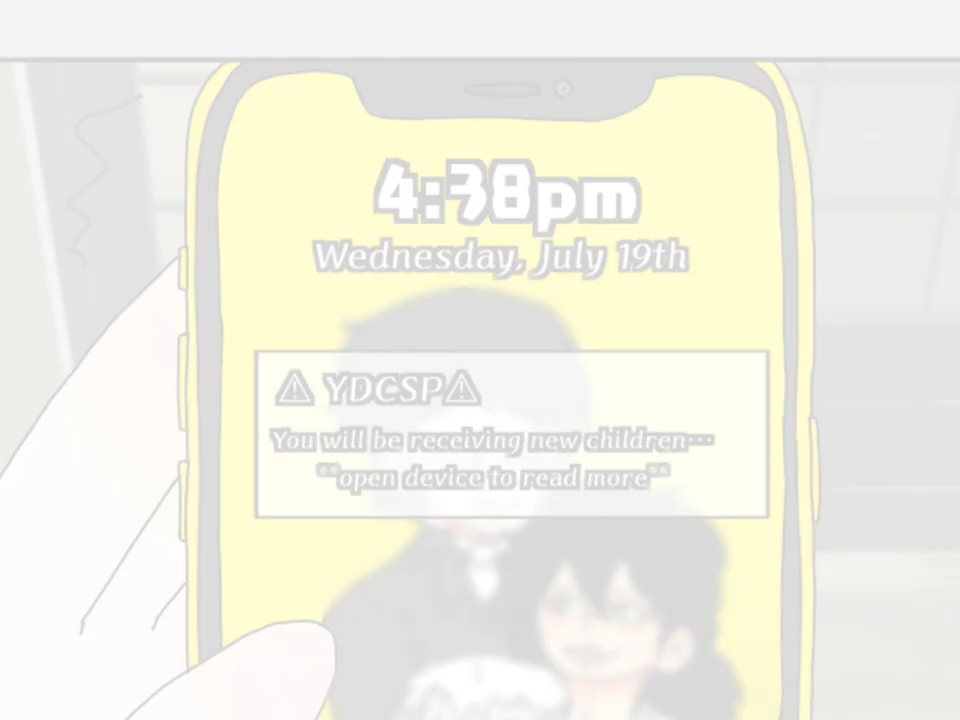 4:38pm
Wednesday, July 19th
⚠ YDCSP⚠
You will be receiving new children···
**open device to read more**